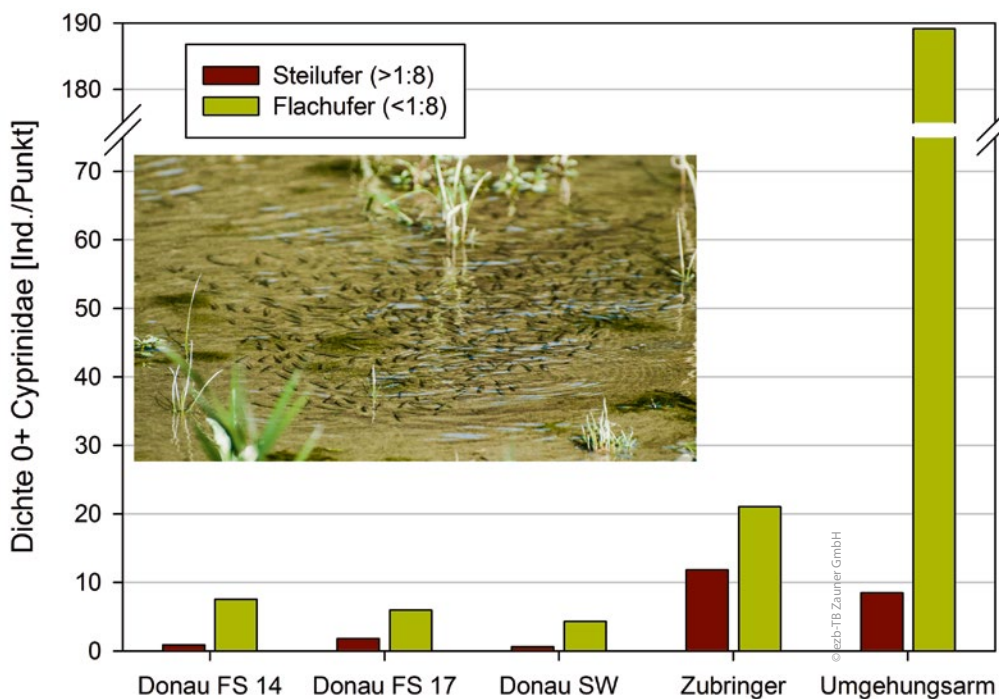 Dichte 0+ Cyprinidae [Ind./Punkt]
190
180
70
60
50
40
30
20
10
0
Steilufer (>1:8)
Flachufer (<1:8)
©ezb-TB Zauner GmbH
Donau FS 14 Donau FS 17 Donau SW Zubringer Umgehungsarm